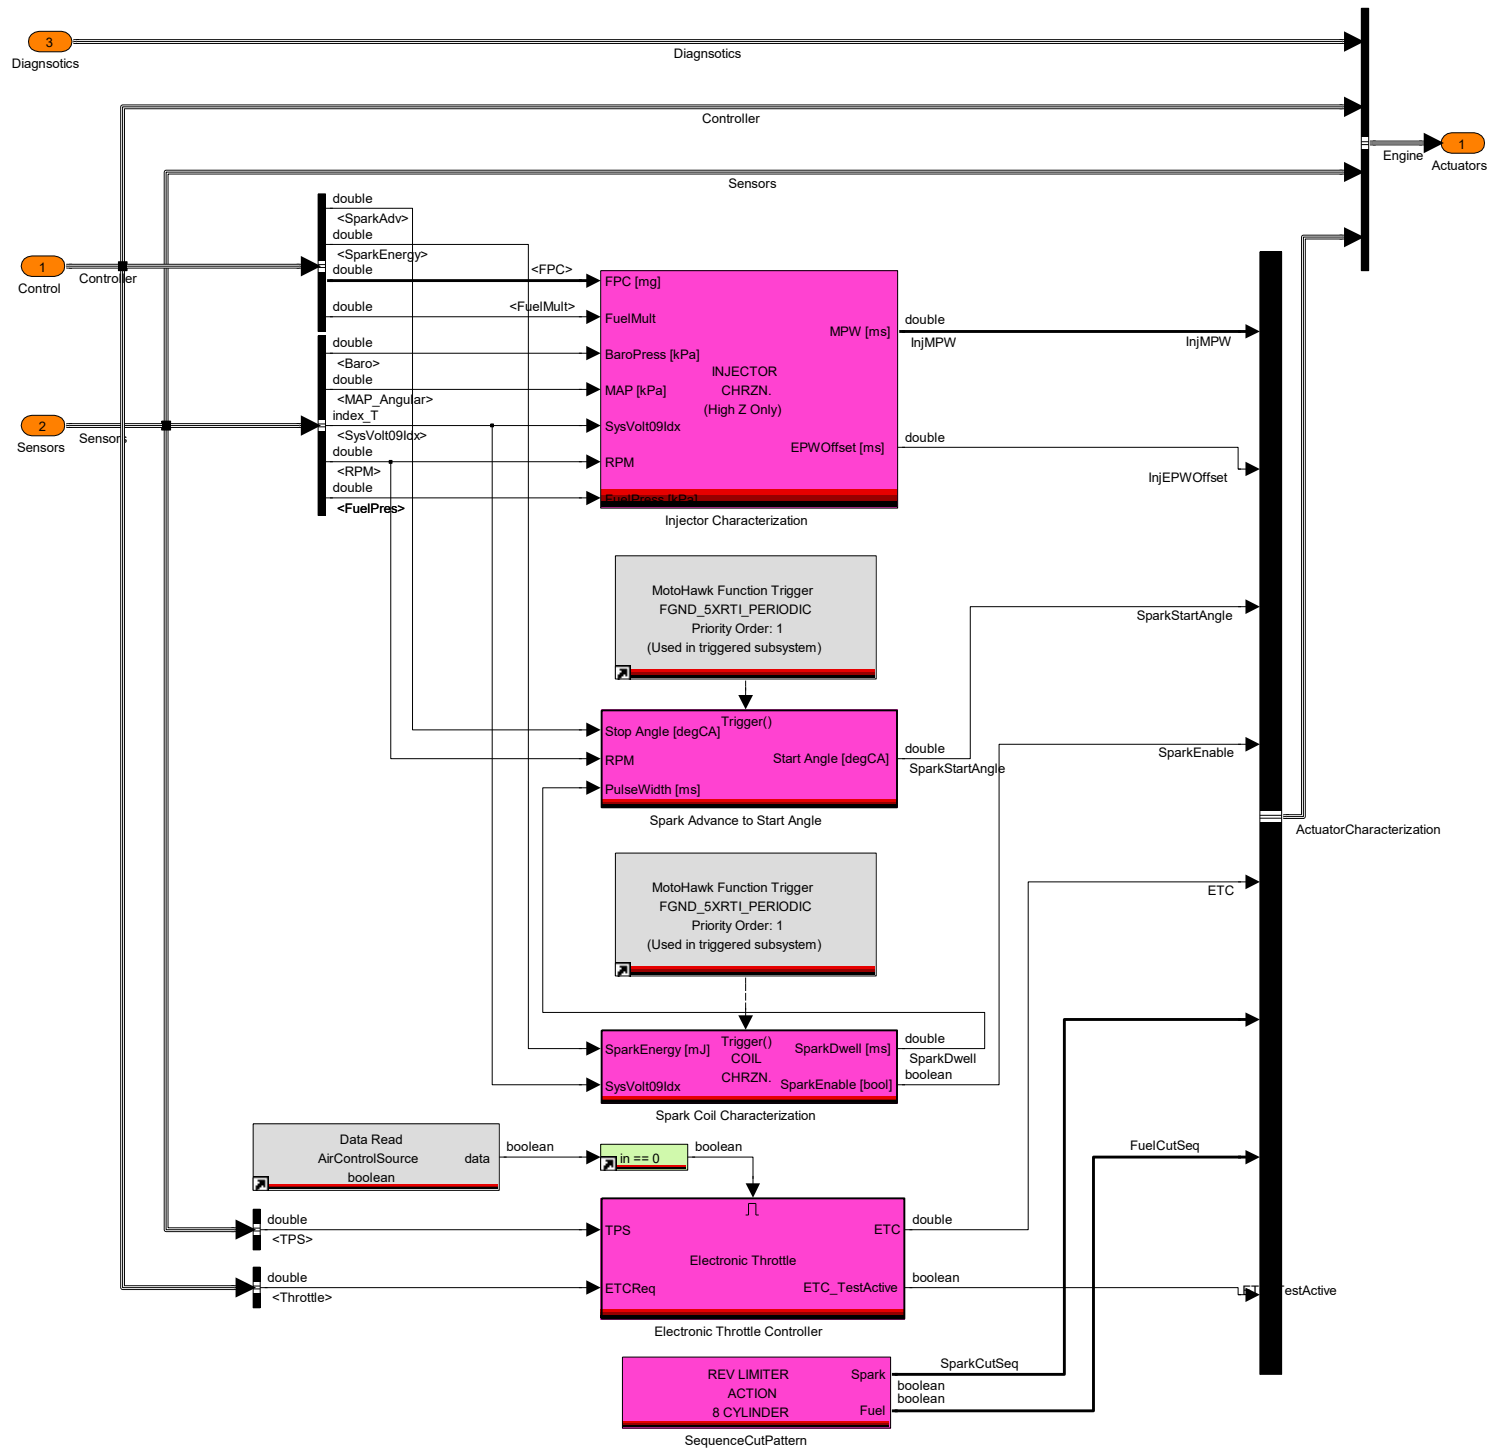 3
Diagnsotics
Diagnsotics
Controller
Engine
1
Actuators
Sensors
double
<SparkAdv>
double
<SparkEnergy>
1
Control
Controller
double
<FPC>
FPC [mg]
double
<FuelMult>
FuelMult
double
<Baro>
BaroPress [kPa]
double
<MAP_Angular>
MAP [kPa]
index_T
<SysVolt09Idx>
SysVolt09Idx
double
<RPM>
RPM
double
<FuelPres>
FuelPress [kPa]
2
Sensors
Sensors
INJECTOR
CHRZN.
(High Z Only)
MPW [ms]
double
InjMPW
InjMPW
EPWOffset [ms]
double
InjEPWOffset
Injector Characterization
MotoHawk Function Trigger
FGND_5XRTI_PERIODIC
Priority Order: 1
(Used in triggered subsystem)
Trigger()
Stop Angle [degCA]
RPM
PulseWidth [ms]
Start Angle [degCA]
double
SparkStartAngle
SparkStartAngle
Spark Advance to Start Angle
SparkEnable
ActuatorCharacterization
MotoHawk Function Trigger
FGND_5XRTI_PERIODIC
Priority Order: 1
(Used in triggered subsystem)
ETC
Trigger()
COIL
CHRZN.
SparkEnergy [mJ]
SysVolt09Idx
SparkDwell [ms]
double
SparkDwell
SparkEnable [bool]
boolean
Spark Coil Characterization
Data Read
AirControlSource
boolean
data
boolean
in == 0
boolean
FuelCutSeq
double
<TPS>
TPS
double
<Throttle>
ETCReq
Electronic Throttle
ETC
double
ETC_TestActive
boolean
ETC_TestActive
Electronic Throttle Controller
REV LIMITER
ACTION
8 CYLINDER
Spark
SparkCutSeq
boolean
boolean
Fuel
SequenceCutPattern